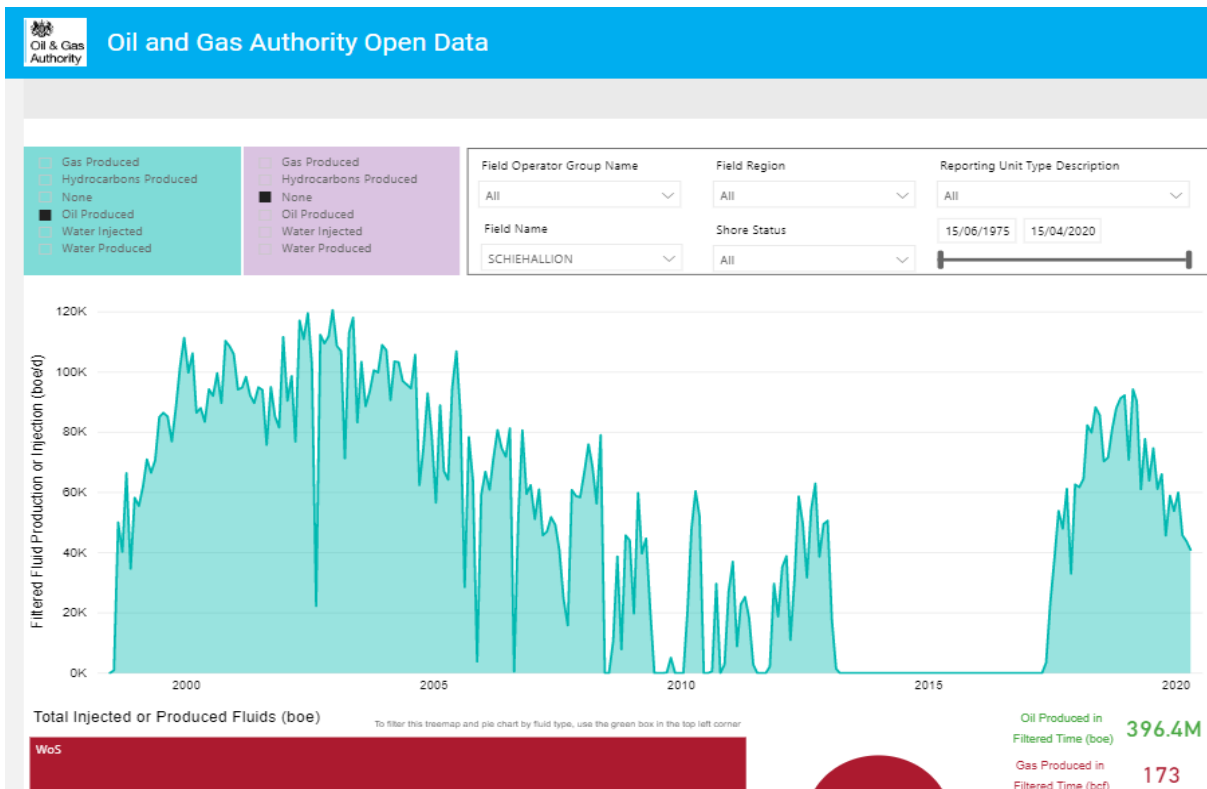 Oil & Gas
Authority
Oil and Gas Authority Open Data
Gas Produced
Hydrocarbons Produced
None
Oil Produced
Water Injected
Water Produced
Gas Produced
Hydrocarbons Produced
None
Oil Produced
Water Injected
Water Produced
Field Operator Group Name
All
Field Region
All
Reporting Unit Type Description
All
Field Name
SCHIEHALLION
Shore Status
All
15/06/1975
15/04/2020
Filtered Fluid Production or Injection (boe/d)
120K
100K
80K
60K
40K
20K
0K
2000
2005
2010
2015
2020
Total Injected or Produced Fluids (boe)
To filter this treemap and pie chart by fluid type, use the green box in the top left corner
WoS
Oil Produced in
Filtered Time (boe)
396.4M
Gas Produced in
Filtered Time (bcf)
173